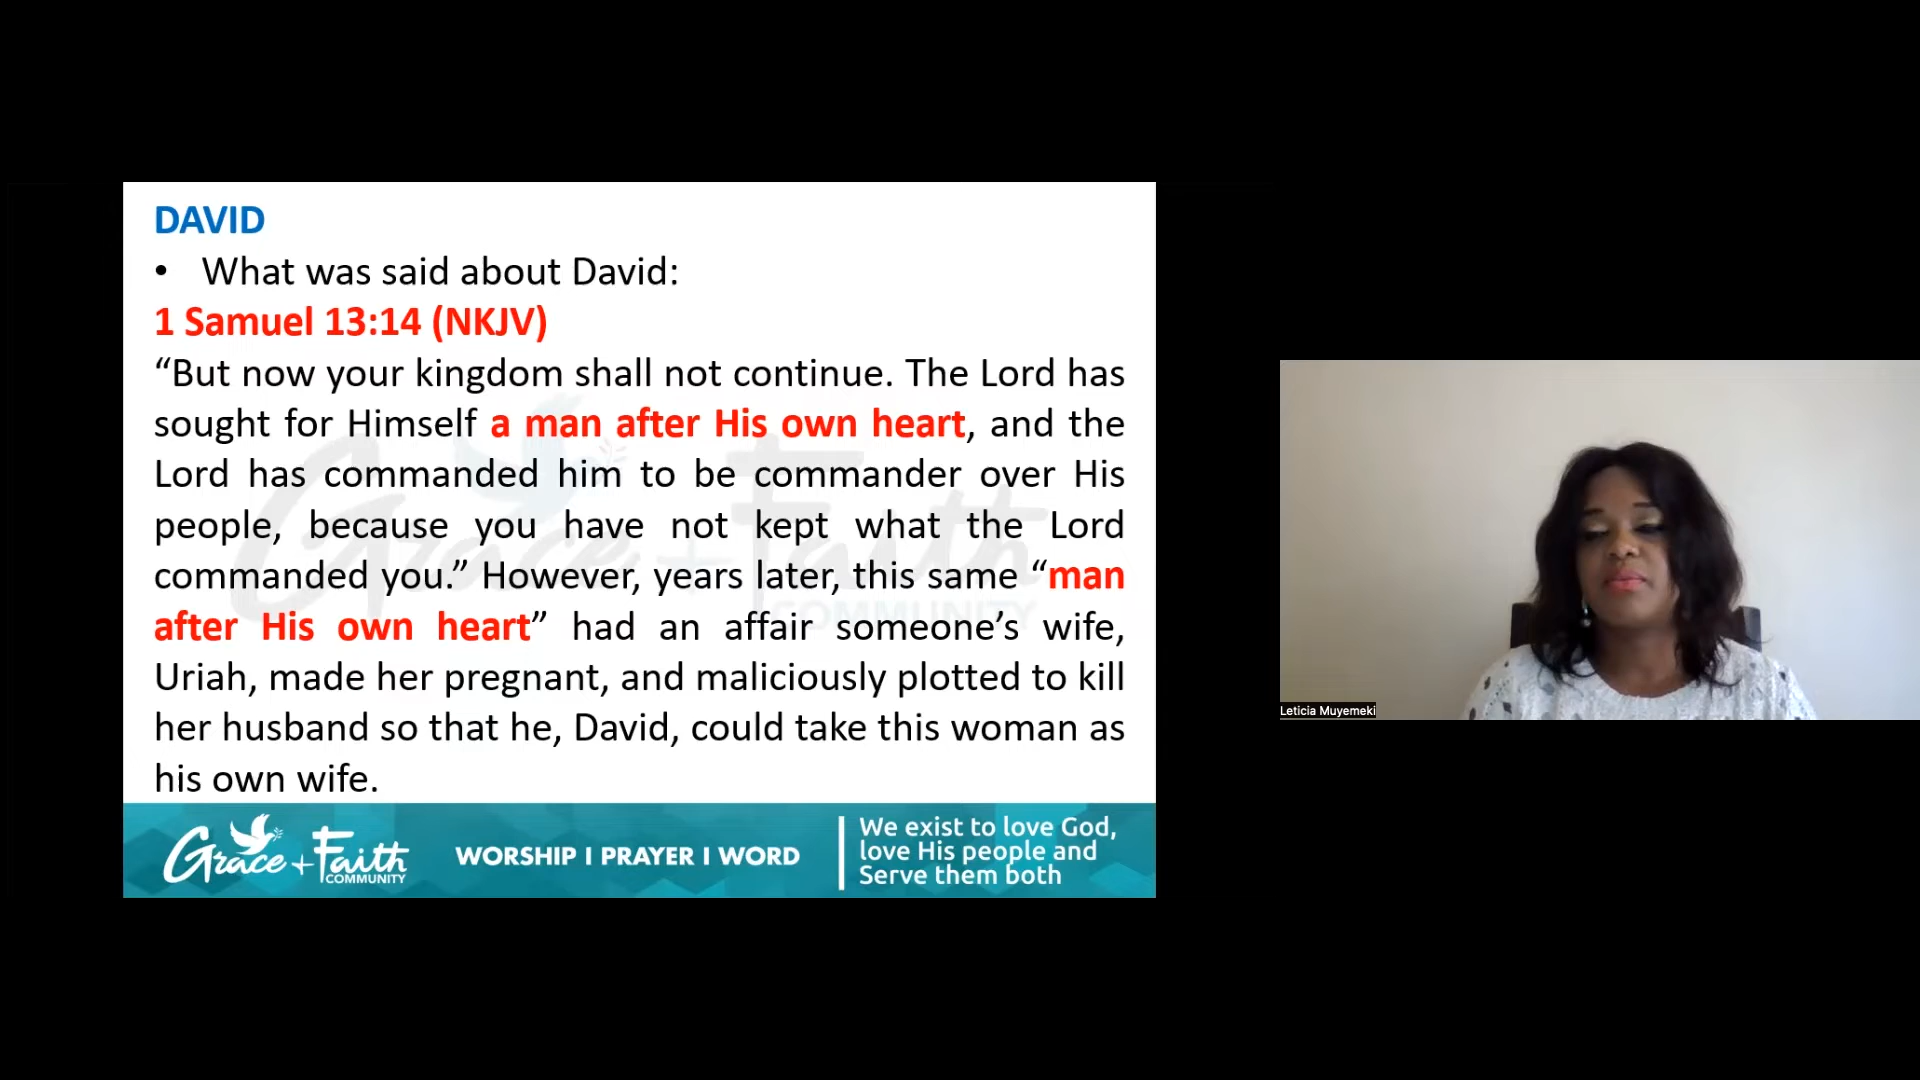 DAVID
• What was said about David:
1 Samuel 13:14 (NKJV)
“But now your kingdom shall not continue. The Lord has
sought for Himself a man after His own heart, and the
Lord has commanded him to be commander over His
people, because you have not kept what the Lord
commanded you.” However, years later, this same “man
after His own heart” had an affair someone’s wife,
Uriah, made her pregnant, and maliciously plotted to kill
her husband so that he, David, could take this woman as
his own wife.
Grace + Faith
COMMUNITY
WORSHIP | PRAYER | WORD
We exist to love God,
love His people and
Serve them both
Leticia Muyemeki